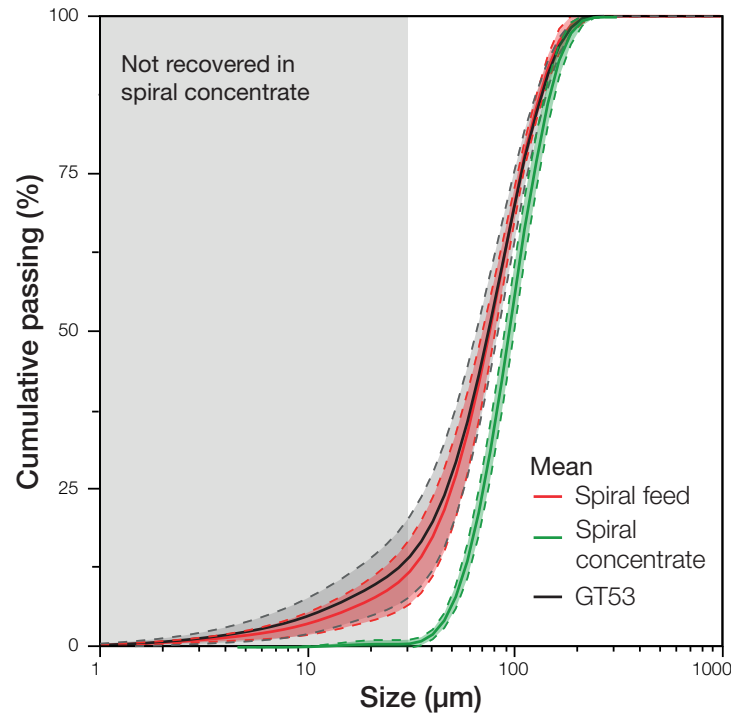 100
75
50
25
0
Cumulative passing (%)
Not recovered in
spiral concentrate
Mean
Spiral feed
Spiral
concentrate
GT53
1
10
100
1000
Size (µm)